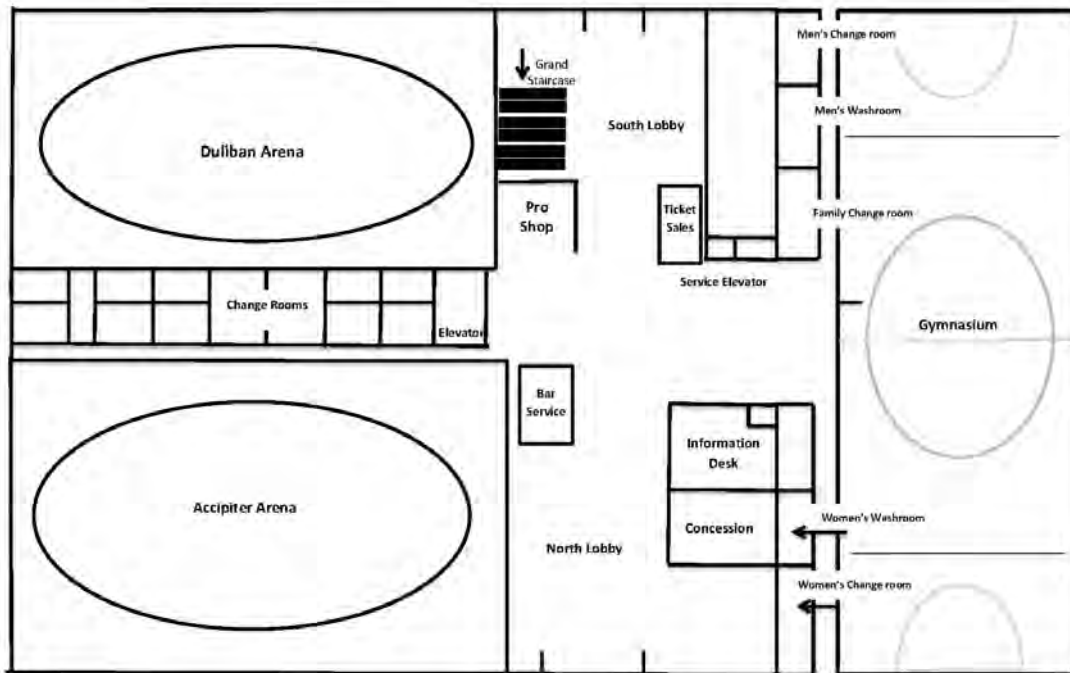 Men's Change room
Grand
Staircase
Men's Washroom
South Lobby
Duliban Arena
Pro
Shop
Ticket
Sales
Family Change room
Service Elevator
Change Rooms
Elevator
Gymnasium
Bar
Service
Information
Desk
Accipiter Arena
Concession
Women's Washroom
North Lobby
Women's Change room